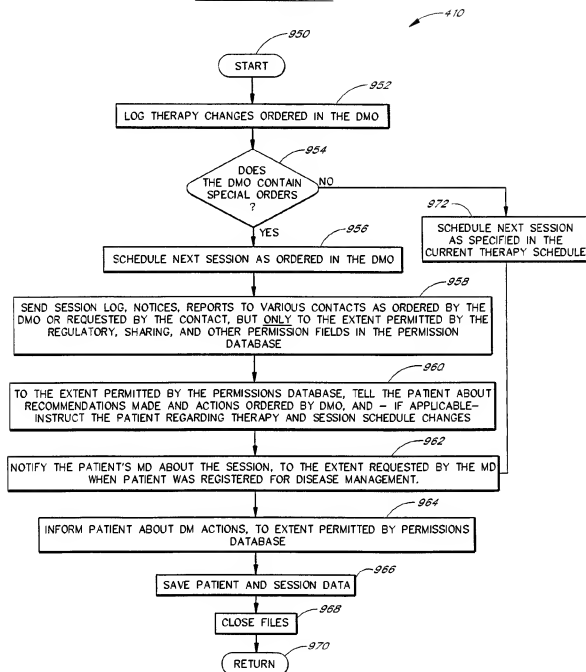 410
950
START
952
LOG THERAPY CHANGES ORDERED IN THE DMO
954
DOES
THE DMO CONTAIN
SPECIAL ORDERS
?
NO
YES
972
SCHEDULE NEXT SESSION
AS SPECIFIED IN THE
CURRENT THERAPY SCHEDULE
956
SCHEDULE NEXT SESSION AS ORDERED IN THE DMO
958
SEND SESSION LOG, NOTICES, REPORTS TO VARIOUS CONTACTS AS ORDERED BY THE
DMO OR REQUESTED BY THE CONTACT, BUT ONLY TO THE EXTENT PERMITTED BY THE
REGULATORY, SHARING, AND OTHER PERMISSION FIELDS IN THE PERMISSION
DATABASE
960
TO THE EXTENT PERMITTED BY THE PERMISSIONS DATABASE, TELL THE PATIENT ABOUT
RECOMMENDATIONS MADE AND ACTIONS ORDERED BY DMO, AND – IF APPLICABLE–
INSTRUCT THE PATIENT REGARDING THERAPY AND SESSION SCHEDULE CHANGES
962
NOTIFY THE PATIENT'S MD ABOUT THE SESSION, TO THE EXTENT REQUESTED BY THE MD
WHEN PATIENT WAS REGISTERED FOR DISEASE MANAGEMENT.
964
INFORM PATIENT ABOUT DM ACTIONS, TO EXTENT PERMITTED BY PERMISSIONS
DATABASE
966
SAVE PATIENT AND SESSION DATA
968
CLOSE FILES
970
RETURN